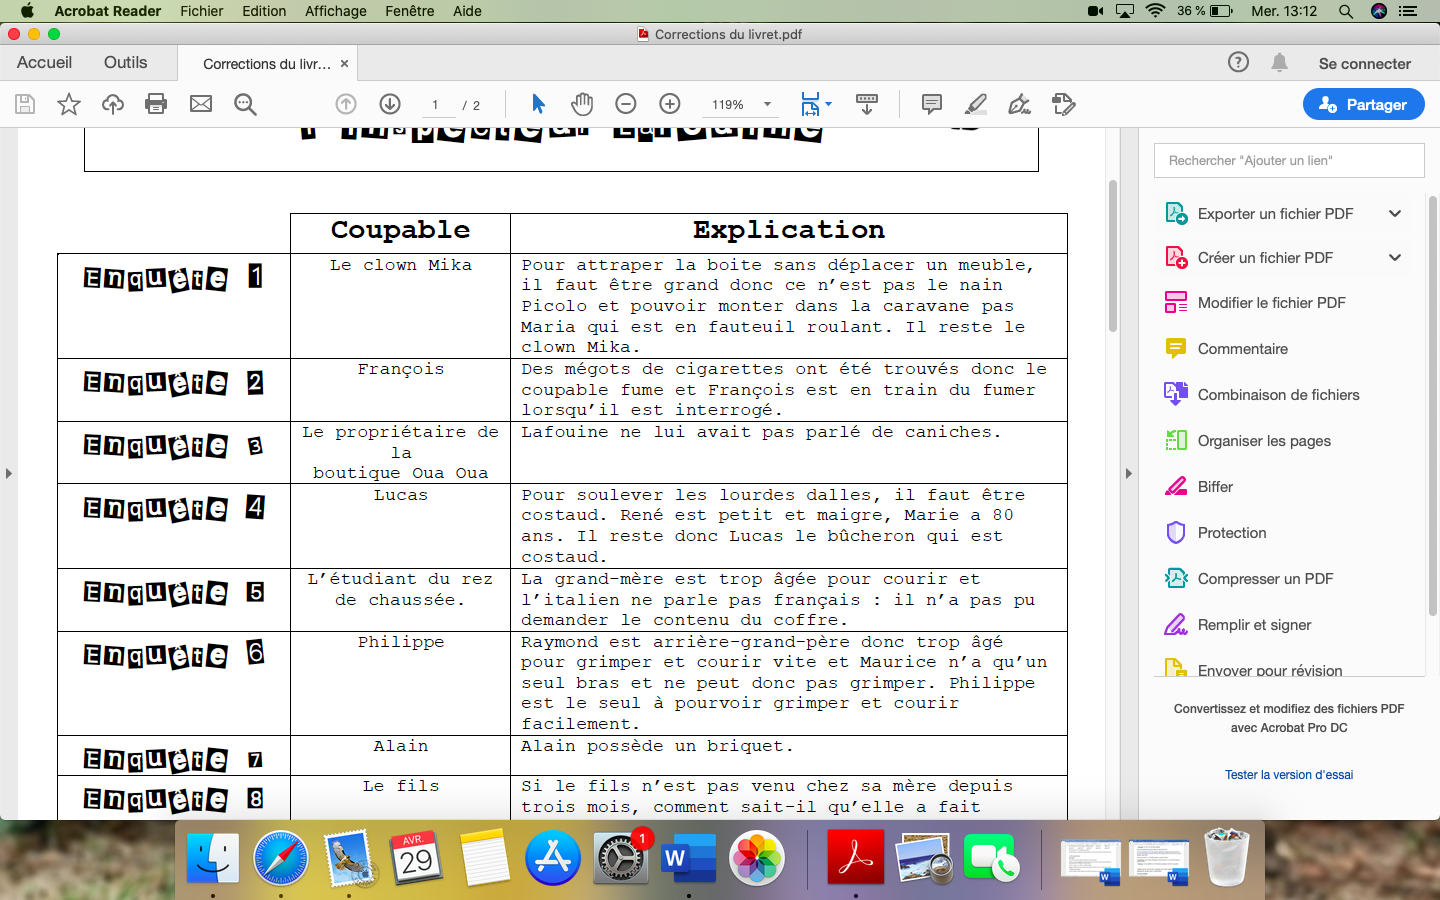 Acrobat Reader Fichier Edition Affichage Fenêtre Aide 36 % Mer. 13:12
Corrections du livret.pdf
Accueil Outils Corrections du livr... × ? Se connecter
1 / 2 119% Partager
l'inspecteur Lafouine
Rechercher "Ajouter un lien"
Exporter un fichier PDF
Créer un fichier PDF
Modifier le fichier PDF
Commentaire
Combinaison de fichiers
Organiser les pages
Biffer
Protection
Compresser un PDF
Remplir et signer
Envoyer pour révision
Convertissez et modifiez des fichiers PDF
avec Acrobat Pro DC
Tester la version d'essai
Coupable Explication
Enquête 1 Le clown Mika Pour attraper la boite sans déplacer un meuble,
il faut être grand donc ce n'est pas le nain
Picolo et pouvoir monter dans la caravane pas
Maria qui est en fauteuil roulant. Il reste le
clown Mika.
Enquête 2 François Des mégots de cigarettes ont été trouvés donc le
coupable fume et François est en train du fumer
lorsqu'il est interrogé.
Enquête 3 Le propriétaire de Lafouine ne lui avait pas parlé de caniches.
la
boutique Oua Oua
Enquête 4 Lucas Pour soulever les lourdes dalles, il faut être
costaud. René est petit et maigre, Marie a 80
ans. Il reste donc Lucas le bûcheron qui est
costaud.
Enquête 5 L'étudiant du rez La grand-mère est trop âgée pour courir et
de chaussée. l'italien ne parle pas français : il n'a pas pu
demander le contenu du coffre.
Enquête 6 Philippe Raymond est arrière-grand-père donc trop âgé
pour grimper et courir vite et Maurice n'a qu'un
seul bras et ne peut donc pas grimper. Philippe
est le seul à pourvoir grimper et courir
facilement.
Enquête 7 Alain Alain possède un briquet.
Enquête 8 Le fils Si le fils n'est pas venu chez sa mère depuis
trois mois, comment sait-il qu'elle a fait
AVR.
29
1
W
W
W